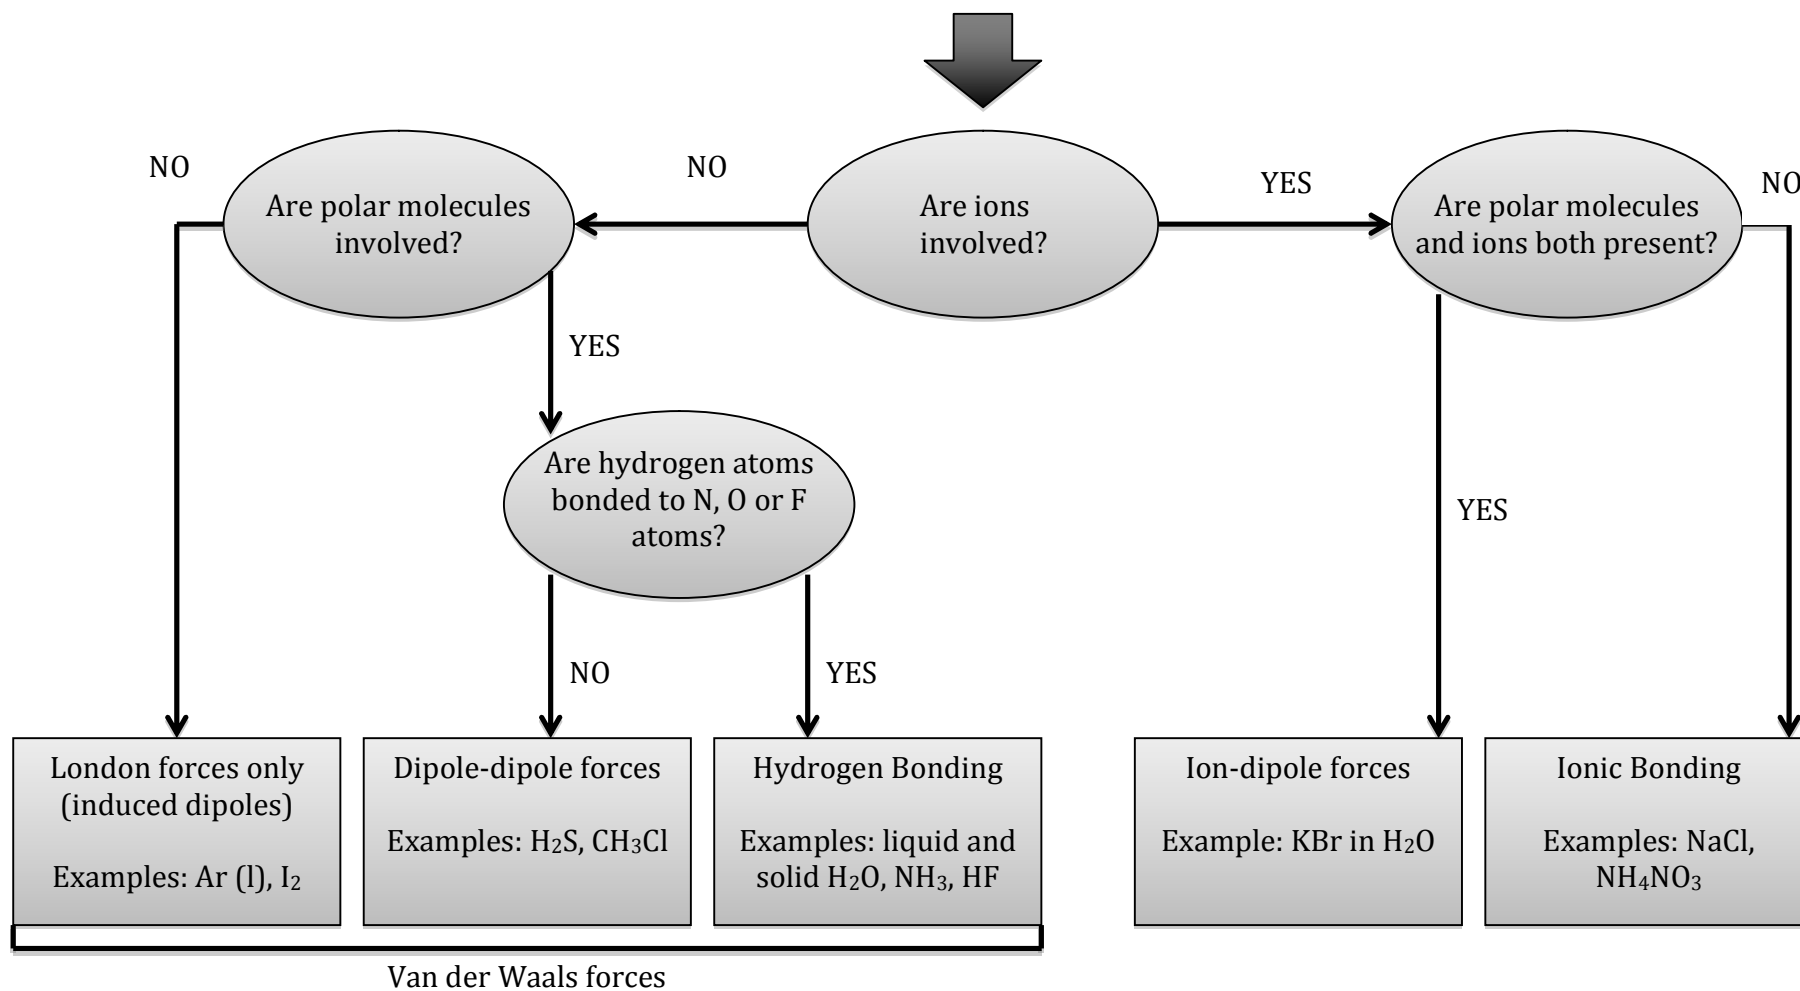 NO
Are polar molecules
involved?
NO
Are ions
involved?
YES
Are polar molecules
and ions both present?
NO
YES
Are hydrogen atoms
bonded to N, O or F
atoms?
YES
NO
YES
London forces only
(induced dipoles)
Examples: Ar (l), I₂
Dipole-dipole forces
Examples: H₂S, CH₃Cl
Hydrogen Bonding
Examples: liquid and
solid H₂O, NH₃, HF
Ion-dipole forces
Example: KBr in H₂O
Ionic Bonding
Examples: NaCl,
NH₄NO₃
Van der Waals forces